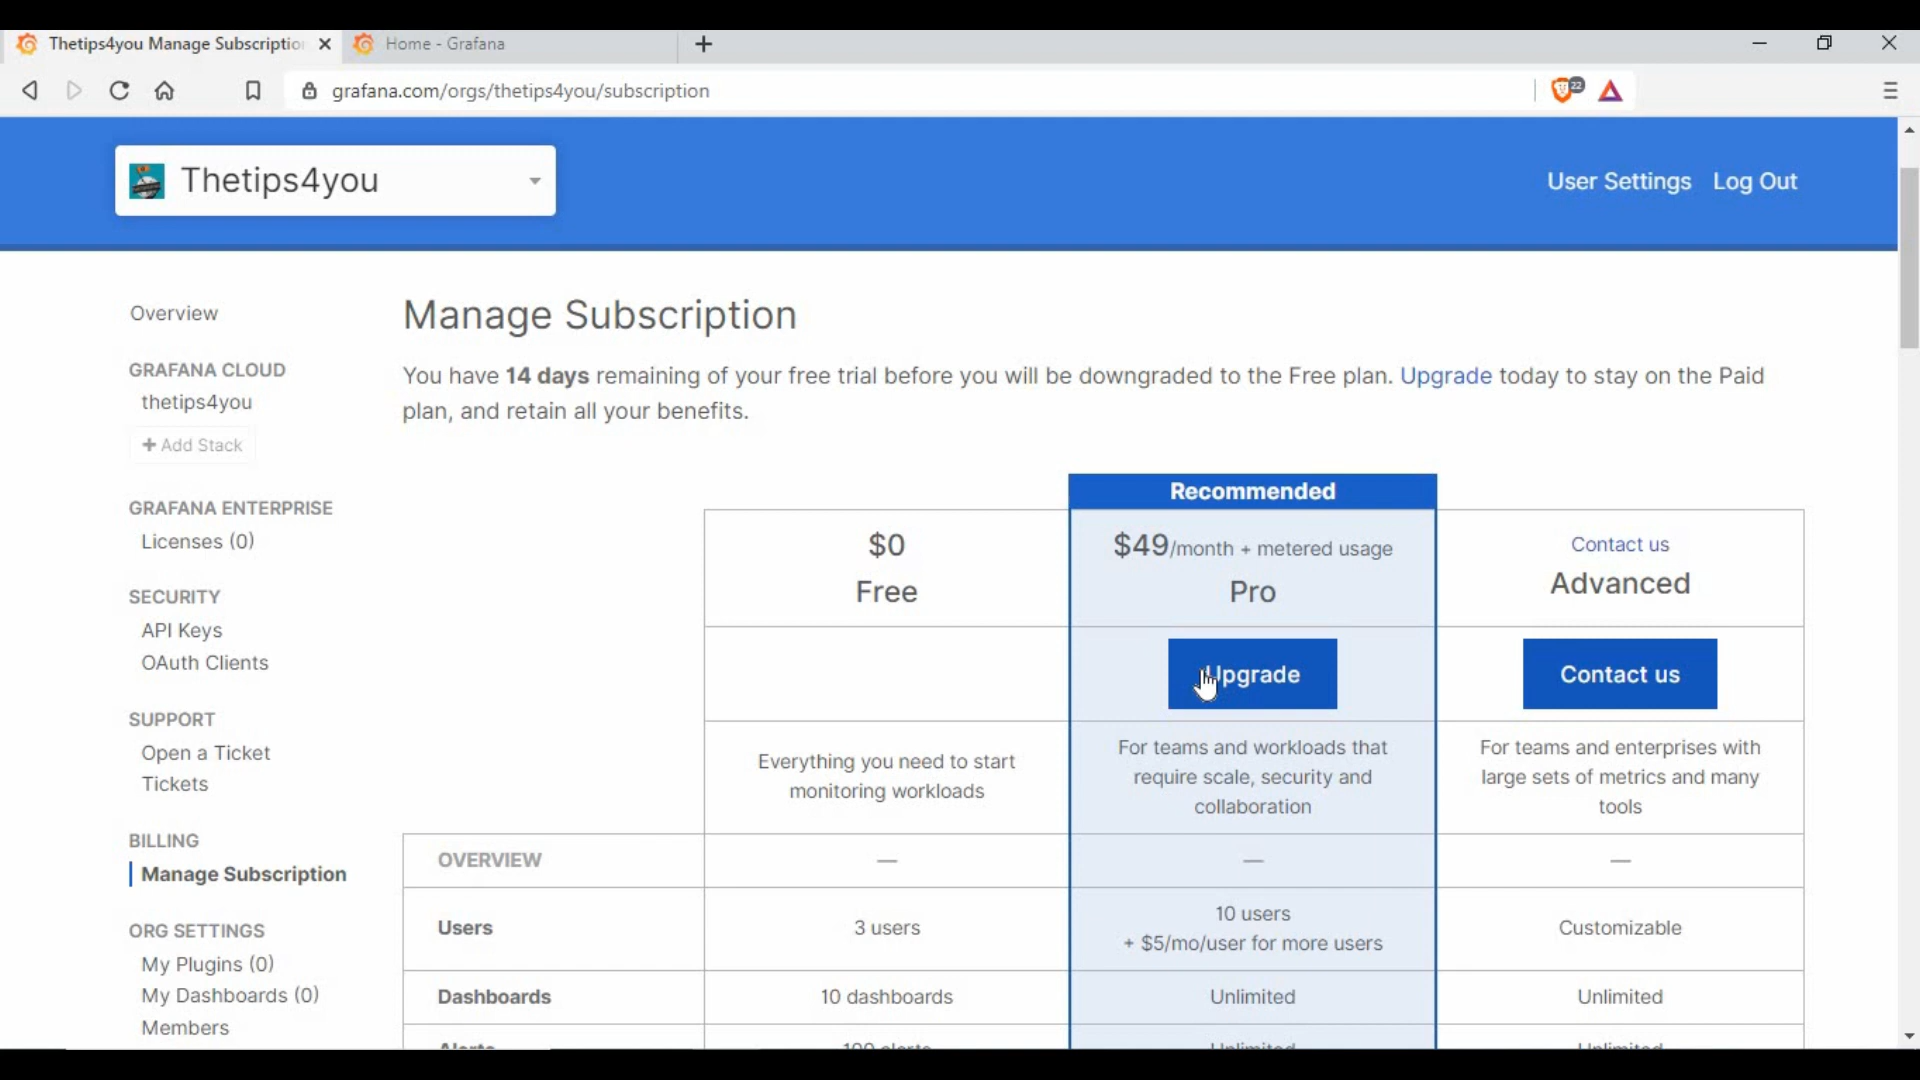 Thetips4you Manage Subscriptio
Home - Grafana
grafana.com/orgs/thetips4you/subscription
22
Thetips4you
User Settings
Log Out
Overview
GRAFANA CLOUD
thetips4you
+ Add Stack
GRAFANA ENTERPRISE
Licenses (0)
SECURITY
API Keys
OAuth Clients
SUPPORT
Open a Ticket
Tickets
BILLING
Manage Subscription
ORG SETTINGS
My Plugins (0)
My Dashboards (0)
Members
Manage Subscription
You have 14 days remaining of your free trial before you will be downgraded to the Free plan. Upgrade today to stay on the Paid
plan, and retain all your benefits.
Recommended
$0
Free
$49/month + metered usage
Pro
Contact us
Advanced
Upgrade
Contact us
Everything you need to start
monitoring workloads
For teams and workloads that
require scale, security and
collaboration
For teams and enterprises with
large sets of metrics and many
tools
OVERVIEW
—
—
—
Users
3 users
10 users
+ $5/mo/user for more users
Customizable
Dashboards
10 dashboards
Unlimited
Unlimited
Alerts
100 alerts
Unlimited
Unlimited